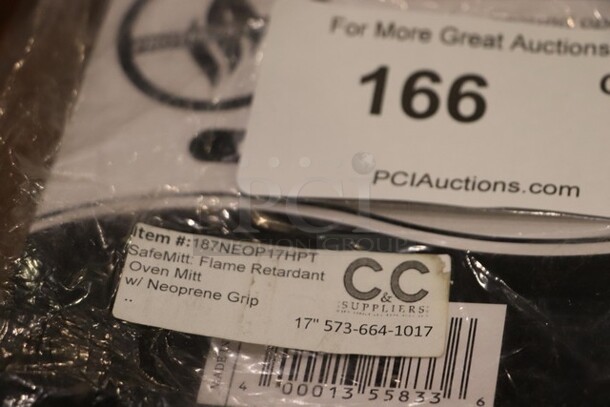 For More Great Auctions
166
PCIAuctions.com
PCI
Item #:187NEOP17HPT
SafeMitt: Flame Retardant
Oven Mitt
w/ Neoprene Grip
..
C&C
SUPPLIERS
17" 573-664-1017
4 00013 55833 6